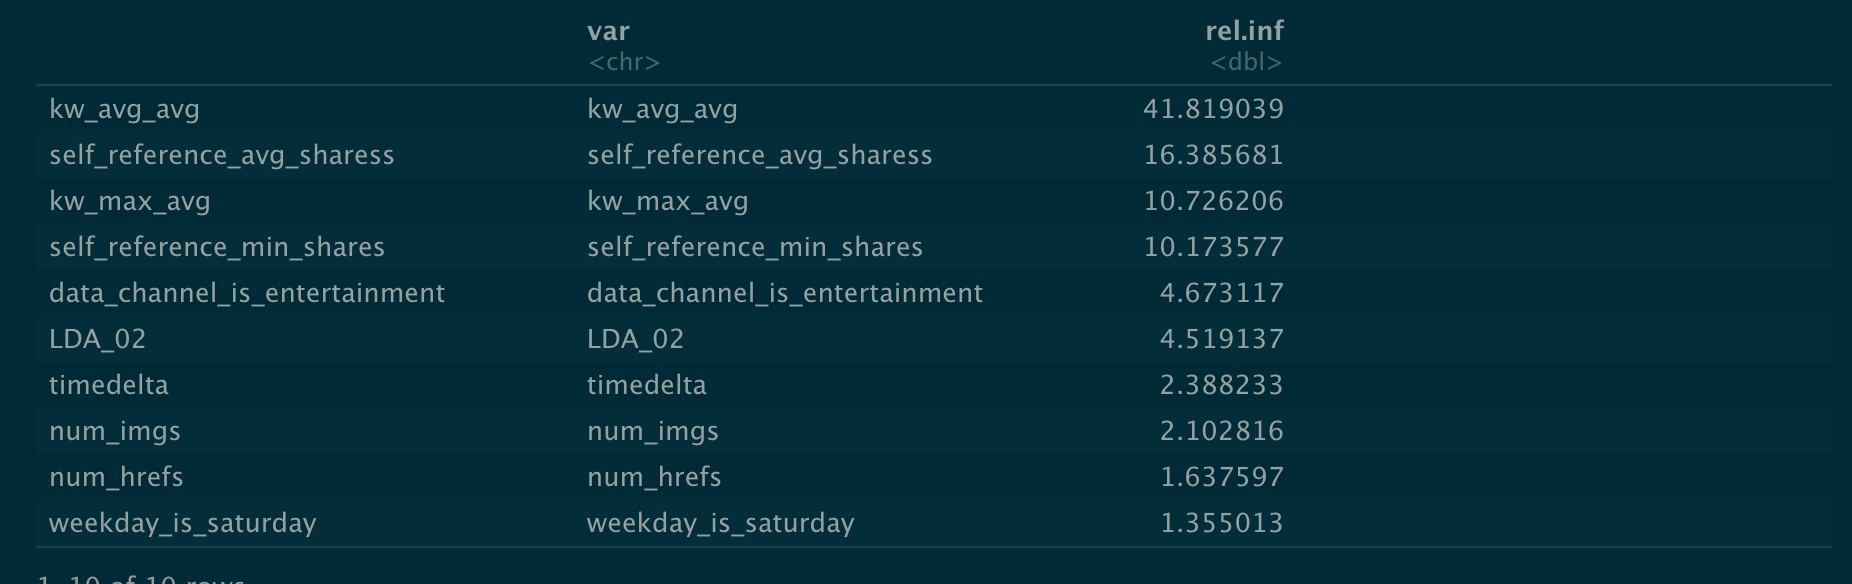 var rel.inf
<chr> <dbl>
kw_avg_avg kw_avg_avg 41.819039
self_reference_avg_sharess self_reference_avg_sharess 16.385681
kw_max_avg kw_max_avg 10.726206
self_reference_min_shares self_reference_min_shares 10.173577
data_channel_is_entertainment data_channel_is_entertainment 4.673117
LDA_02 LDA_02 4.519137
timedelta timedelta 2.388233
num_imgs num_imgs 2.102816
num_hrefs num_hrefs 1.637597
weekday_is_saturday weekday_is_saturday 1.355013
1-10 of 10 rows